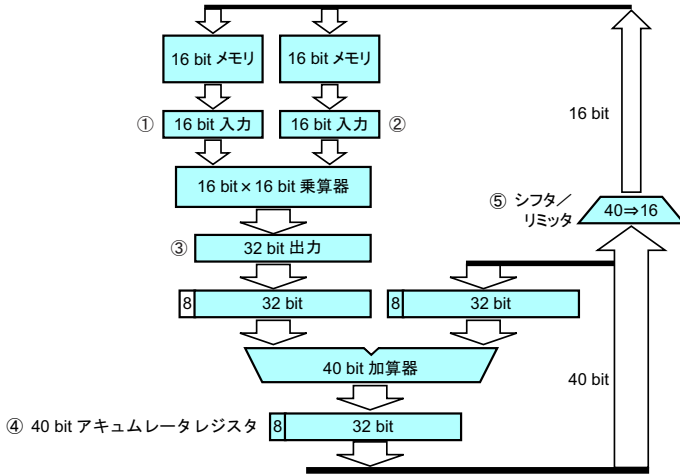 16 bit メモリ 16 bit メモリ
① 16 bit 入力 16 bit 入力 ②
16 bit
16 bit × 16 bit 乗算器
⑤ シフタ／
リミッタ
40⇒16
③ 32 bit 出力
8 32 bit 8 32 bit
40 bit 加算器
40 bit
④ 40 bit アキュムレータレジスタ 8 32 bit